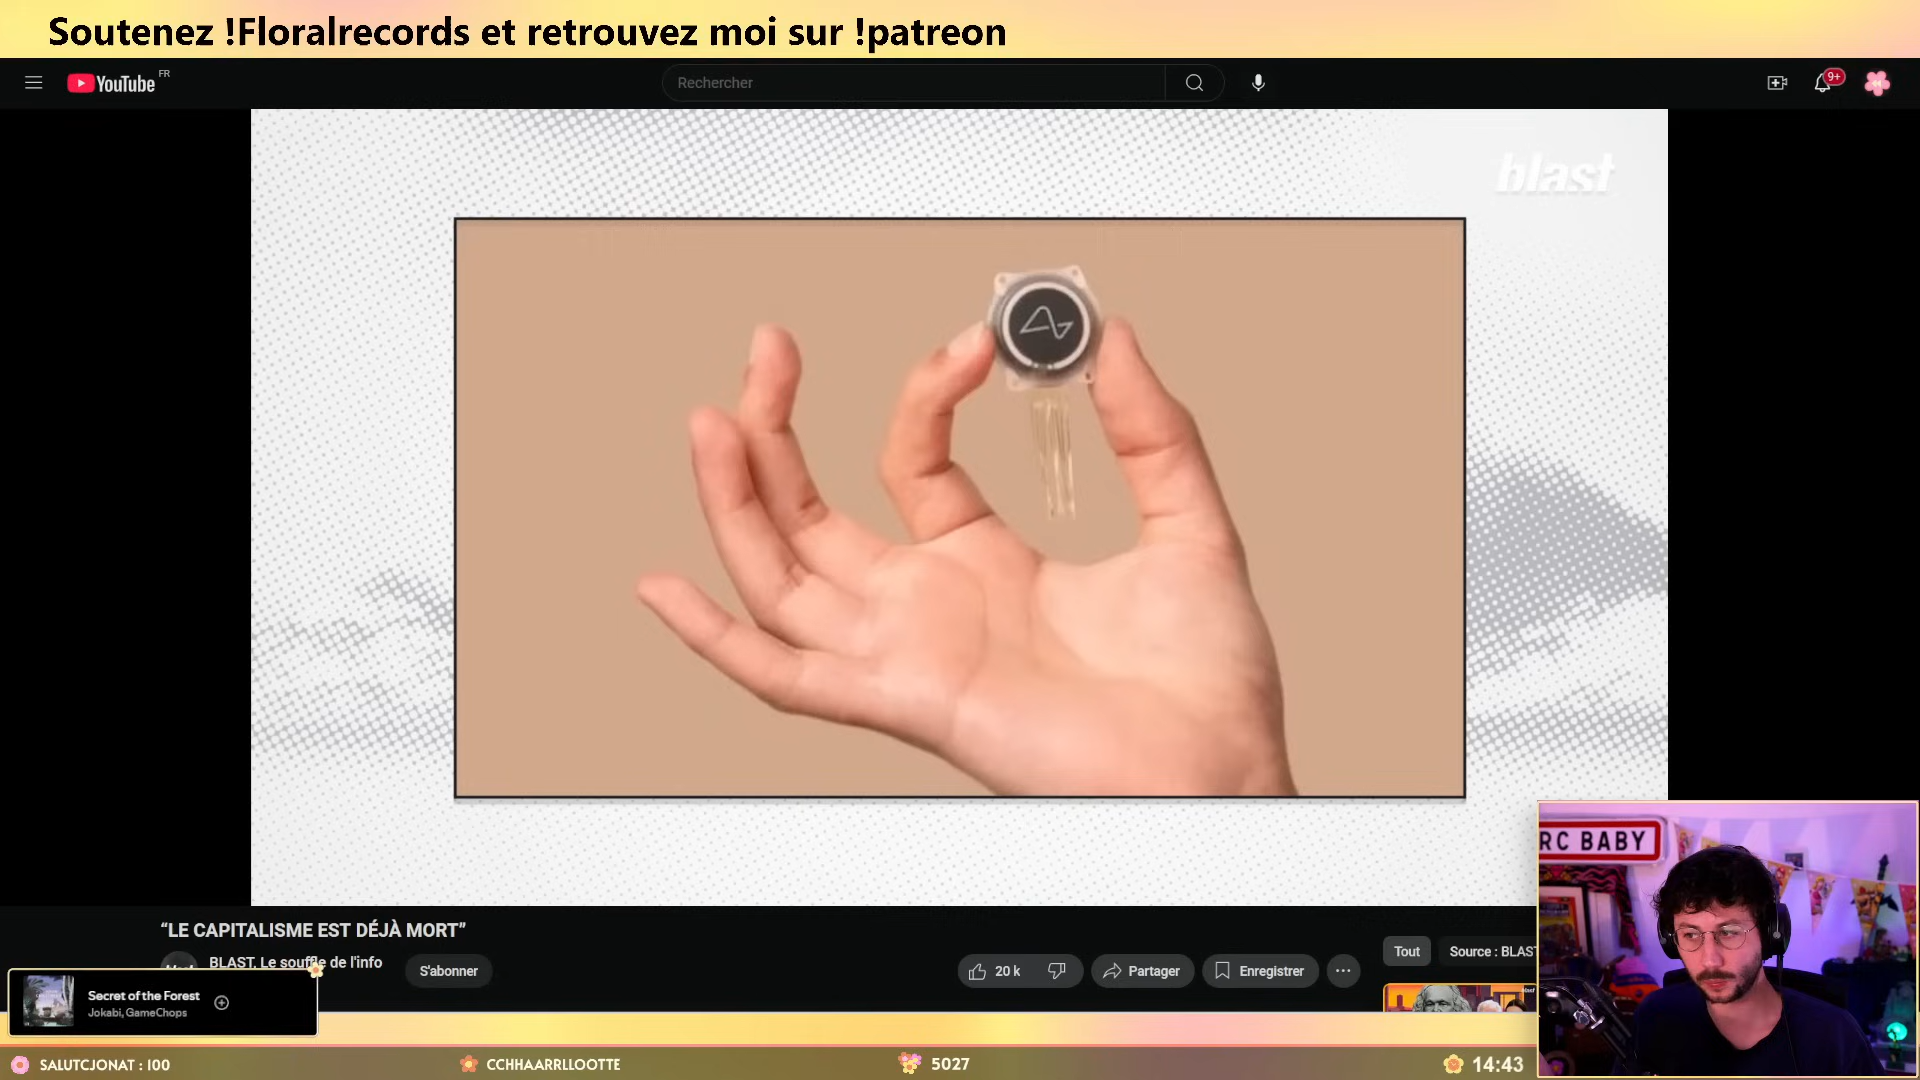 Soutenez !Floralrecords et retrouvez moi sur !patreon
YouTube FR
Rechercher
9+
blast
“LE CAPITALISME EST DÉJÀ MORT”
BLAST, Le souffle de l'info
S'abonner
20 k
Partager
Enregistrer
Tout
Source : BLAST
RC BABY
Secret of the Forest
Jokabi, GameChops
SALUTCJONAT : 100
CCHHAARRLLOOTTE
5027
14:43